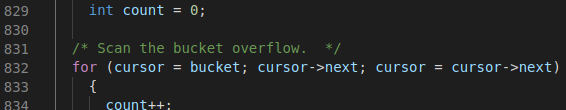 829 int count = 0;
830
831 /* Scan the bucket overflow.  */
832 for (cursor = bucket; cursor->next; cursor = cursor->next)
833 {
834 count++;